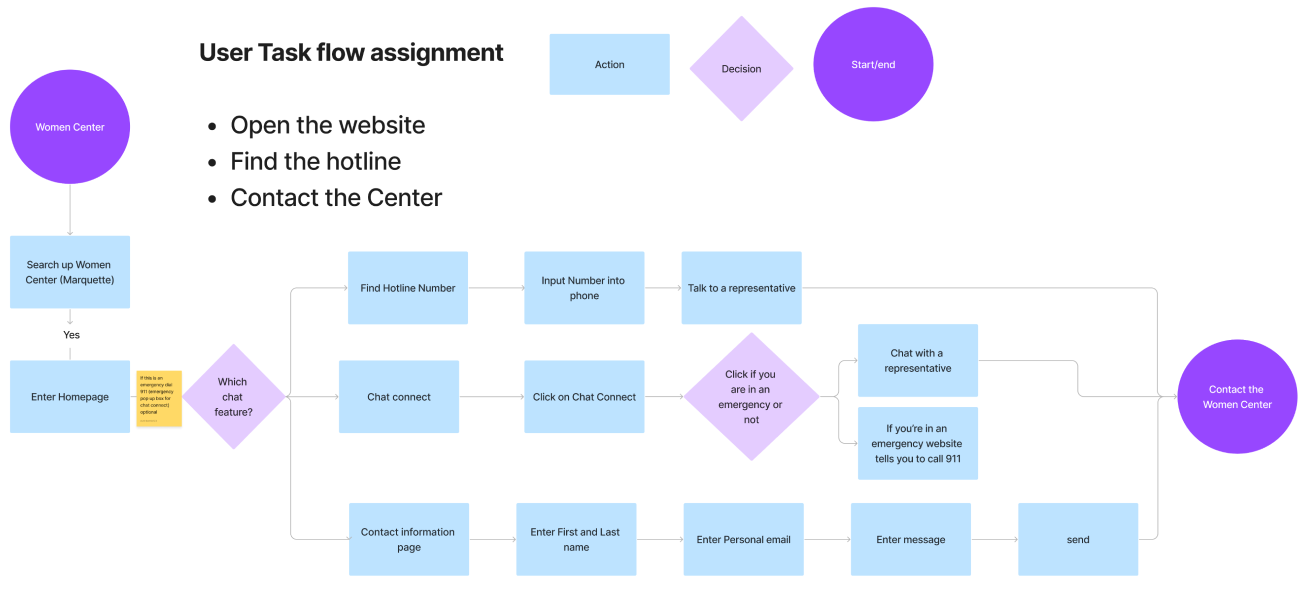 User Task flow assignment
Action
Decision
Start/end
Women Center
Open the website
Find the hotline
Contact the Center
Search up Women
Center (Marquette)
Yes
Enter Homepage
If this is an
emergency dial
911 (emergency
pop up box for
chat connect)
optional
Which
chat
feature?
Find Hotline Number
Input Number into
phone
Talk to a representative
Chat connect
Click on Chat Connect
Click if you
are in an
emergency or
not
Chat with a
representative
If you're in an
emergency website
tells you to call 911
Contact the
Women Center
Contact information
page
Enter First and Last
name
Enter Personal email
Enter message
send